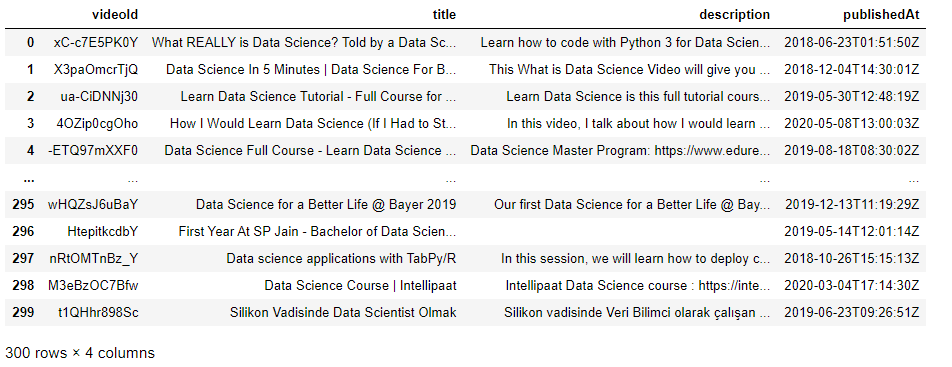 videoId title description publishedAt
0 xC-c7E5PK0Y What REALLY is Data Science? Told by a Data Sc... Learn how to code with Python 3 for Data Scien... 2018-06-23T01:51:50Z
1 X3paOmcrTjQ Data Science In 5 Minutes | Data Science For B... This What is Data Science Video will give you ... 2018-12-04T14:30:01Z
2 ua-CiDNNj30 Learn Data Science Tutorial - Full Course for ... Learn Data Science is this full tutorial cours... 2019-05-30T12:48:19Z
3 4OZip0cgOho How I Would Learn Data Science (If I Had to St... In this video, I talk about how I would learn ... 2020-05-08T13:00:03Z
4 -ETQ97mXXF0 Data Science Full Course - Learn Data Science ... Data Science Master Program: https://www.edure... 2019-08-18T08:30:02Z
... ... ... ... ...
295 wHQZsJ6uBaY Data Science for a Better Life @ Bayer 2019 Our first Data Science for a Better Life @ Bay... 2019-12-13T11:19:29Z
296 HtepitkcdbY First Year At SP Jain - Bachelor of Data Scien... 2019-05-14T12:01:14Z
297 nRtOMTnBz_Y Data science applications with TabPy/R In this session, we will learn how to deploy c... 2018-10-26T15:15:13Z
298 M3eBzOC7Bfw Data Science Course | Intellipaat Intellipaat Data Science course : https://inte... 2020-03-04T17:14:30Z
299 t1QHhr898Sc Silikon Vadisinde Data Scientist Olmak Silikon vadisinde Veri Bilimci olarak çalışan ... 2019-06-23T09:26:51Z
300 rows × 4 columns